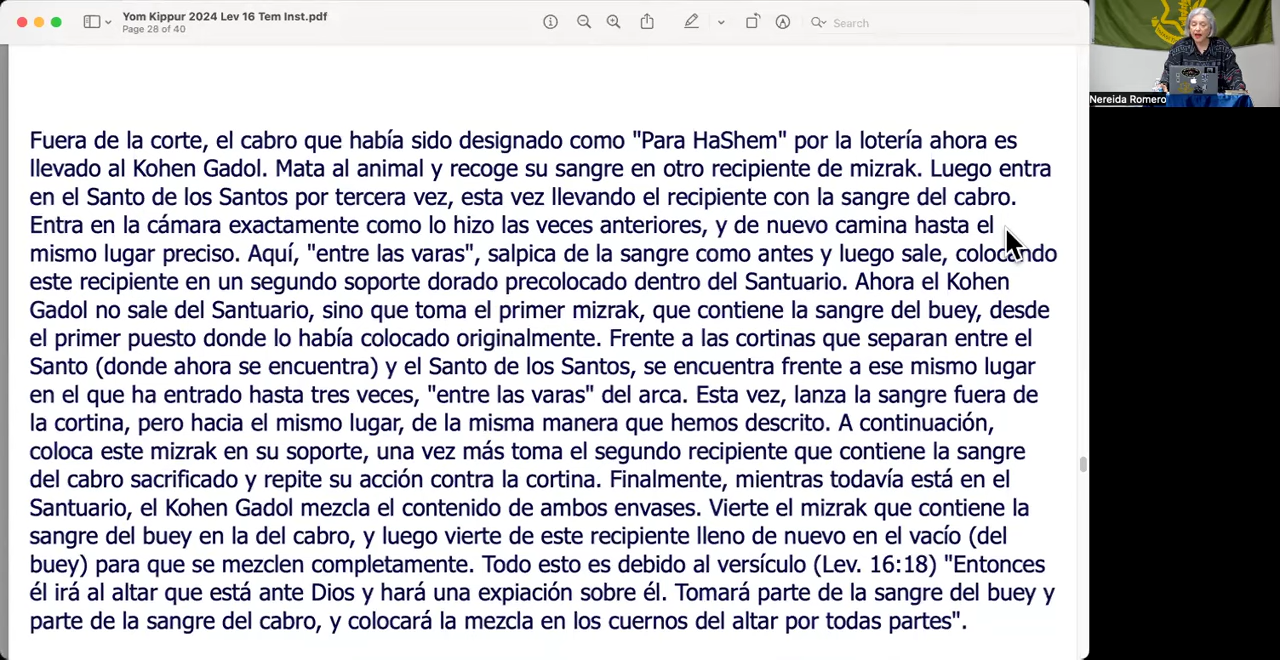 Yom Kippur 2024 Lev 16 Tem Inst.pdf
Page 28 of 40
Search
Nereida Romero
Fuera de la corte, el cabro que había sido designado como "Para HaShem" por la lotería ahora es
llevado al Kohen Gadol. Mata al animal y recoge su sangre en otro recipiente de mizrak. Luego entra
en el Santo de los Santos por tercera vez, esta vez llevando el recipiente con la sangre del cabro.
Entra en la cámara exactamente como lo hizo las veces anteriores, y de nuevo camina hasta el
mismo lugar preciso. Aquí, "entre las varas", salpica de la sangre como antes y luego sale, colocando
este recipiente en un segundo soporte dorado precolocado dentro del Santuario. Ahora el Kohen
Gadol no sale del Santuario, sino que toma el primer mizrak, que contiene la sangre del buey, desde
el primer puesto donde lo había colocado originalmente. Frente a las cortinas que separan entre el
Santo (donde ahora se encuentra) y el Santo de los Santos, se encuentra frente a ese mismo lugar
en el que ha entrado hasta tres veces, "entre las varas" del arca. Esta vez, lanza la sangre fuera de
la cortina, pero hacia el mismo lugar, de la misma manera que hemos descrito. A continuación,
coloca este mizrak en su soporte, una vez más toma el segundo recipiente que contiene la sangre
del cabro sacrificado y repite su acción contra la cortina. Finalmente, mientras todavía está en el
Santuario, el Kohen Gadol mezcla el contenido de ambos envases. Vierte el mizrak que contiene la
sangre del buey en la del cabro, y luego vierte de este recipiente lleno de nuevo en el vacío (del
buey) para que se mezclen completamente. Todo esto es debido al versículo (Lev. 16:18) "Entonces
él irá al altar que está ante Dios y hará una expiación sobre él. Tomará parte de la sangre del buey y
parte de la sangre del cabro, y colocará la mezcla en los cuernos del altar por todas partes".